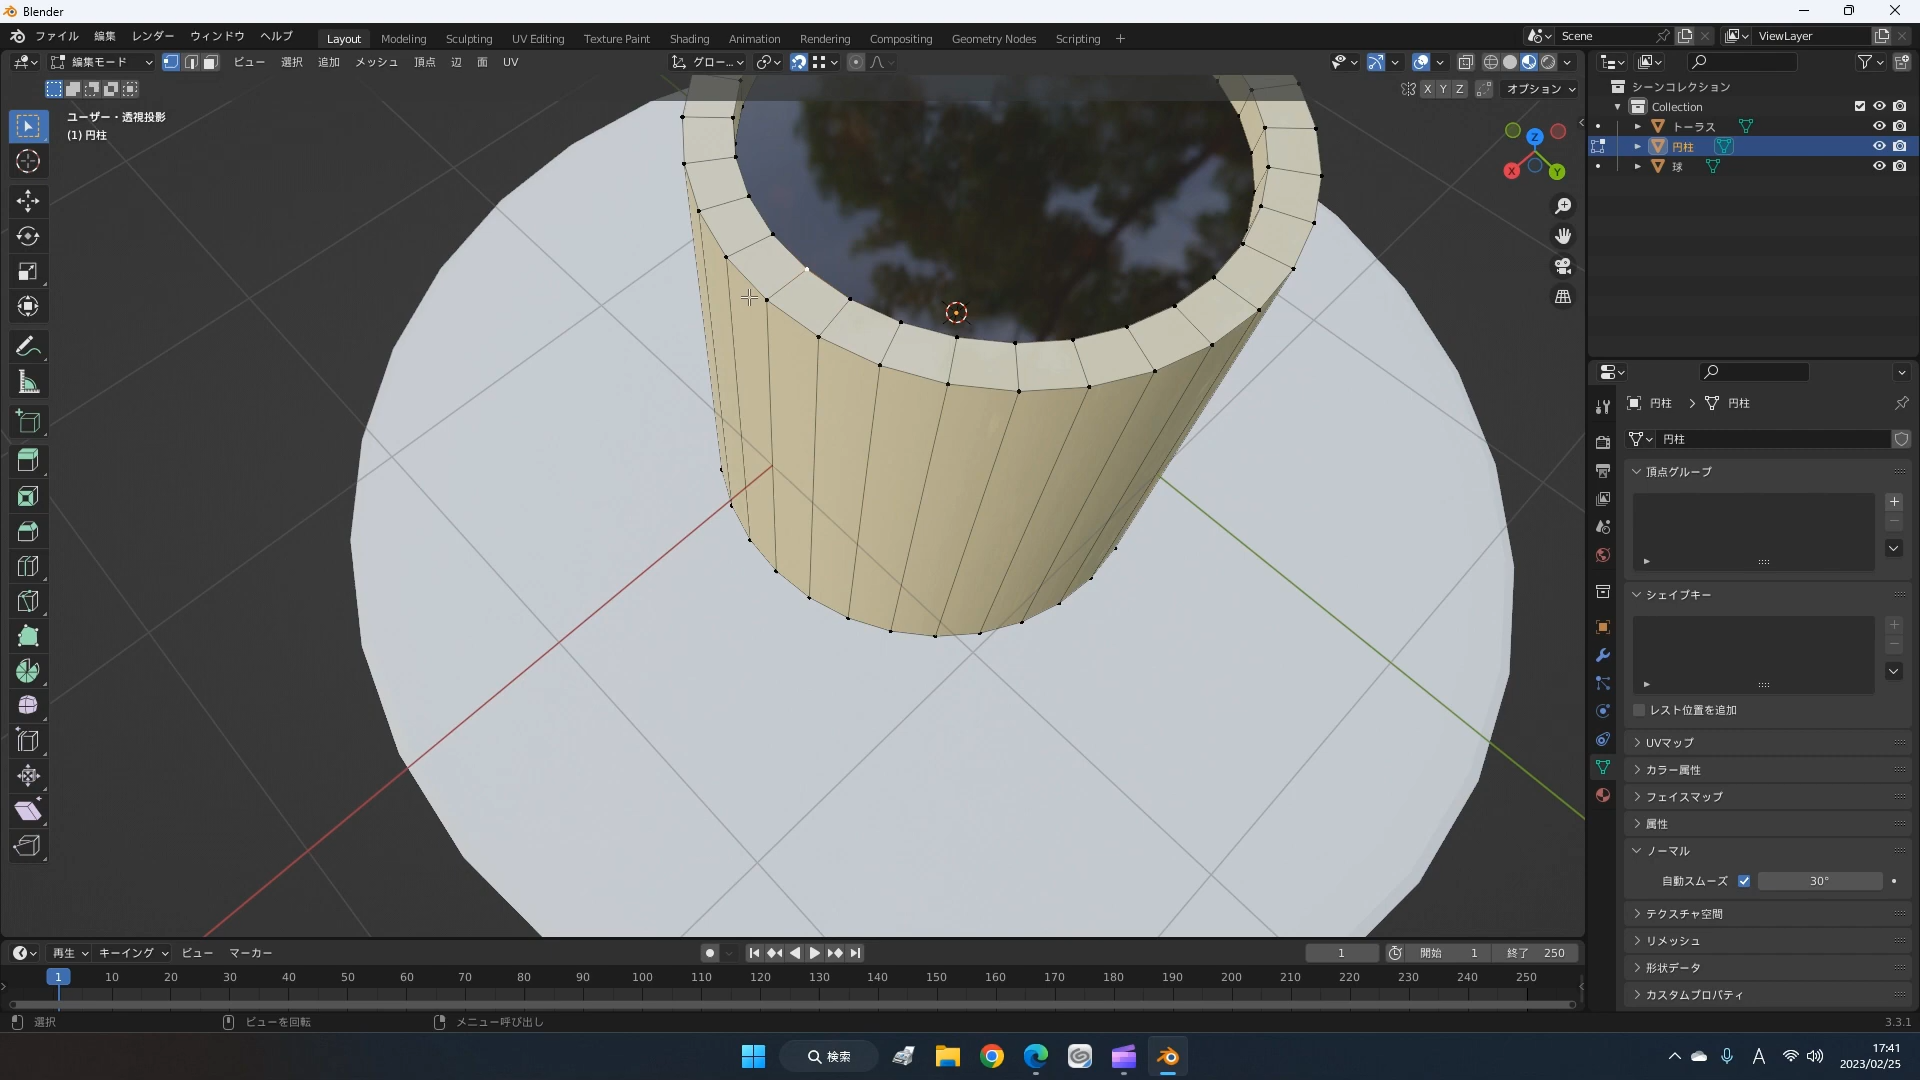 Blender
ファイル 編集 レンダー ウィンドウ ヘルプ Layout Modeling Sculpting UV Editing Texture Paint Shading Animation Rendering Compositing Geometry Nodes Scripting + Scene ViewLayer
編集モード ビュー 選択 追加 メッシュ 頂点 辺 面 UV グロー...
X Y Z オプション
シーンコレクション
Collection
トーラス
円柱
球
ユーザー・透視投影
(1) 円柱
Z
X Y
円柱 > 円柱
円柱
頂点グループ
シェイプキー
レスト位置を追加
UVマップ
カラー属性
フェイスマップ
属性
ノーマル
自動スムーズ 30°
テクスチャ空間
リメッシュ
形状データ
カスタムプロパティ
再生 キーイング ビュー マーカー 1 開始 1 終了 250
1 10 20 30 40 50 60 70 80 90 100 110 120 130 140 150 160 170 180 190 200 210 220 230 240 250
選択 ビューを回転 メニュー呼び出し 3.3.1
検索 A 17:41
2023/02/25